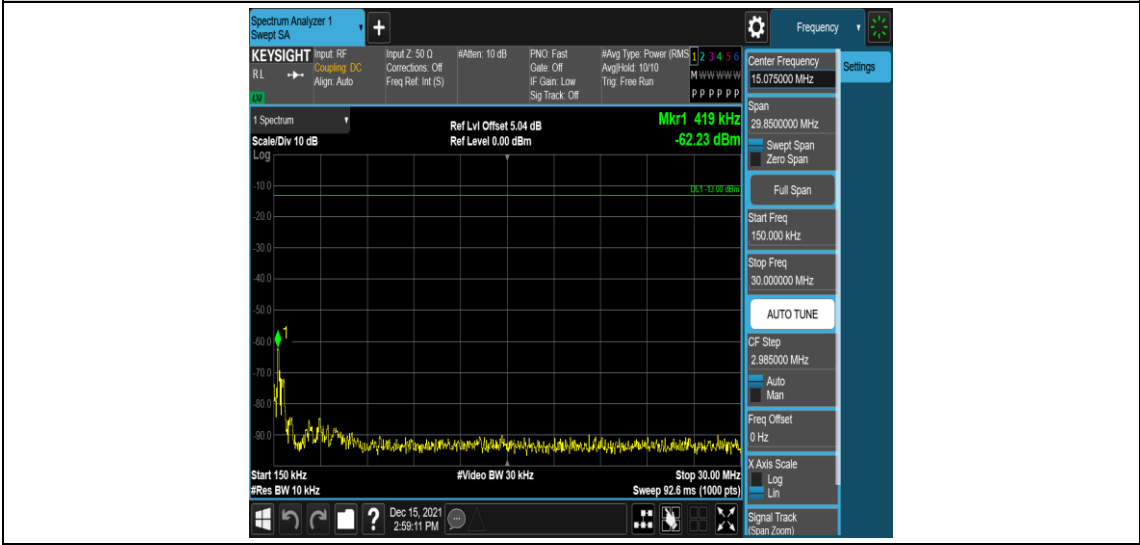 Spectrum Analyzer 1
Swept SA
Frequency
KEYSIGHT
RL
LM
Input: RF
Coupling: DC
Align: Auto
Input Z: 50 Ω
Corrections: Off
Freq Ref: Int (S)
#Atten: 10 dB
PNO: Fast
Gate: Off
IF Gain: Low
Sig Track: Off
#Avg Type: Power (RMS
Avg|Hold: 10/10
Trig: Free Run
1 2 3 4 5 6
M W W W W W
P P P P P P
1 Spectrum
Scale/Div 10 dB
Log
Ref Lvl Offset 5.04 dB
Ref Level 0.00 dBm
Mkr1 419 kHz
-62.23 dBm
DL1 -13.00 dBm
-10.0
-20.0
-30.0
-40.0
-50.0
-60.0
-70.0
-80.0
-90.0
1
Start 150 kHz
#Res BW 10 kHz
#Video BW 30 kHz
Stop 30.00 MHz
Sweep 92.6 ms (1000 pts)
?
Dec 15, 2021
2:59:11 PM
Center Frequency
15.075000 MHz
Settings
Span
29.8500000 MHz
Swept Span
Zero Span
Full Span
Start Freq
150.000 kHz
Stop Freq
30.000000 MHz
AUTO TUNE
CF Step
2.985000 MHz
Auto
Man
Freq Offset
0 Hz
X Axis Scale
Log
Lin
Signal Track
(Span Zoom)